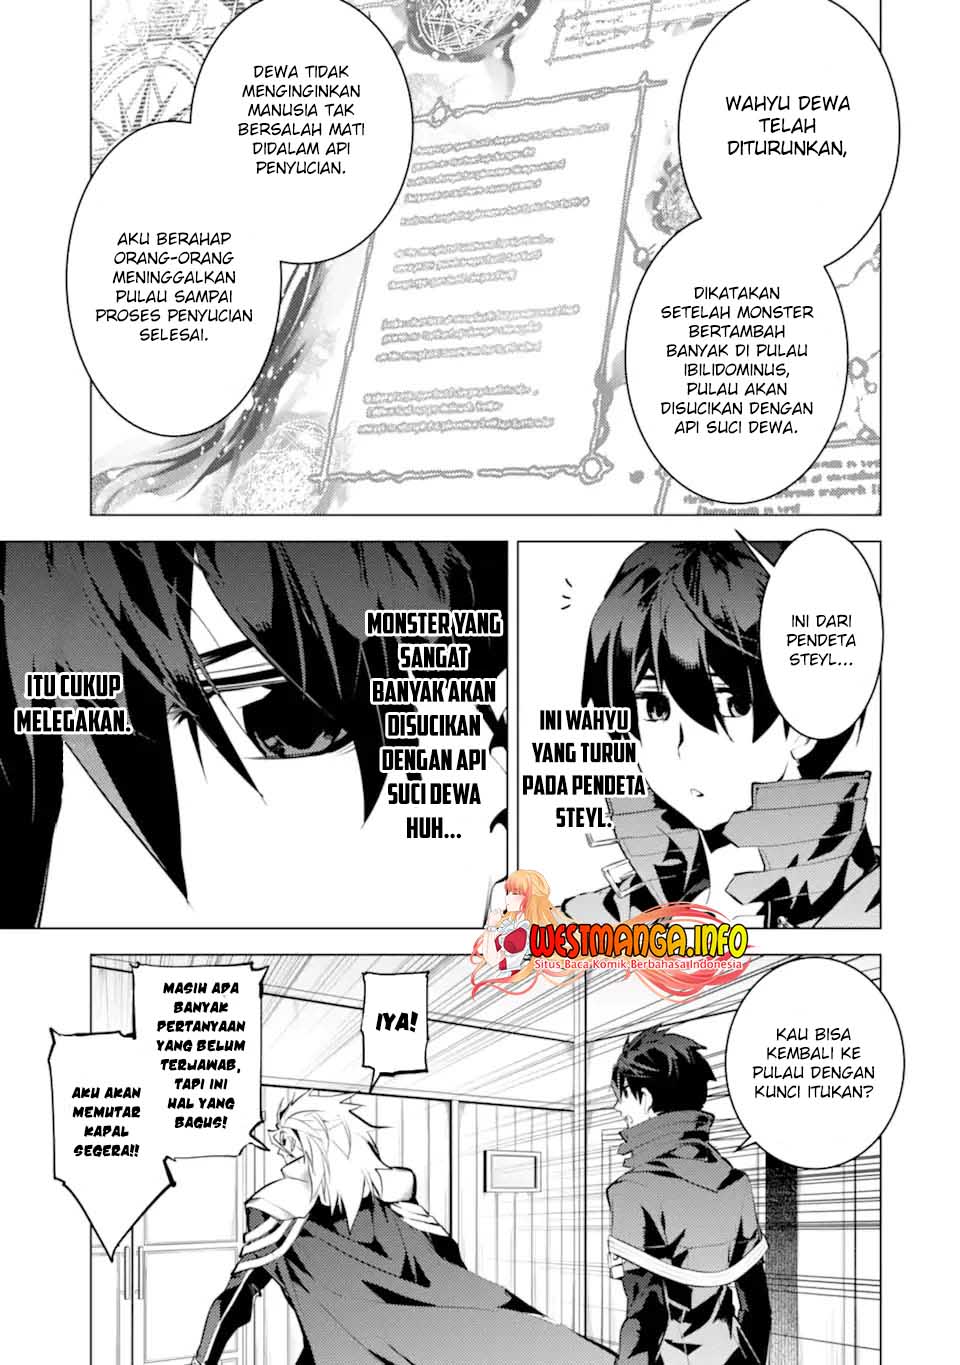 WAHYU DEWA
TELAH
DITURUNKAN,
DIKATAKAN
SETELAH MONSTER
BERTAMBAH
BANYAK DI PULAU
IBILIDOMINUS,
PULAU AKAN
DISUCIKAN DENGAN
API SUCI DEWA.
DEWA TIDAK
MENGINGINKAN
MANUSIA TAK
BERSALAH MATI
DIDALAM API
PENYUCIAN.
AKU BERAHAP
ORANG-ORANG
MENINGGALKAN
PULAU SAMPAI
PROSES PENYUCIAN
SELESAI.
INI DARI
PENDETA
STEYL...
INI WAHYU
YANG TURUN
PADA PENDETA
STEYL.
MONSTER YANG
SANGAT
BANYAK AKAN
DISUCIKAN
DENGAN API
SUCI DEWA
HUH...
ITU CUKUP
MELEGAKAN.
WESTMANGA.INFO
Situs Baca Komik Berbahasa Indonesia
KAU BISA
KEMBALI KE
PULAU DENGAN
KUNCI ITUKAN?
IYA!
MASIH APA
BANYAK
PERTANYAAN
YANG BELUM
TERJAWAB,
TAPI INI
HAL YANG
BAGUS!
AKU AKAN
MEMUTAR
KAPAL
SEGERA!!